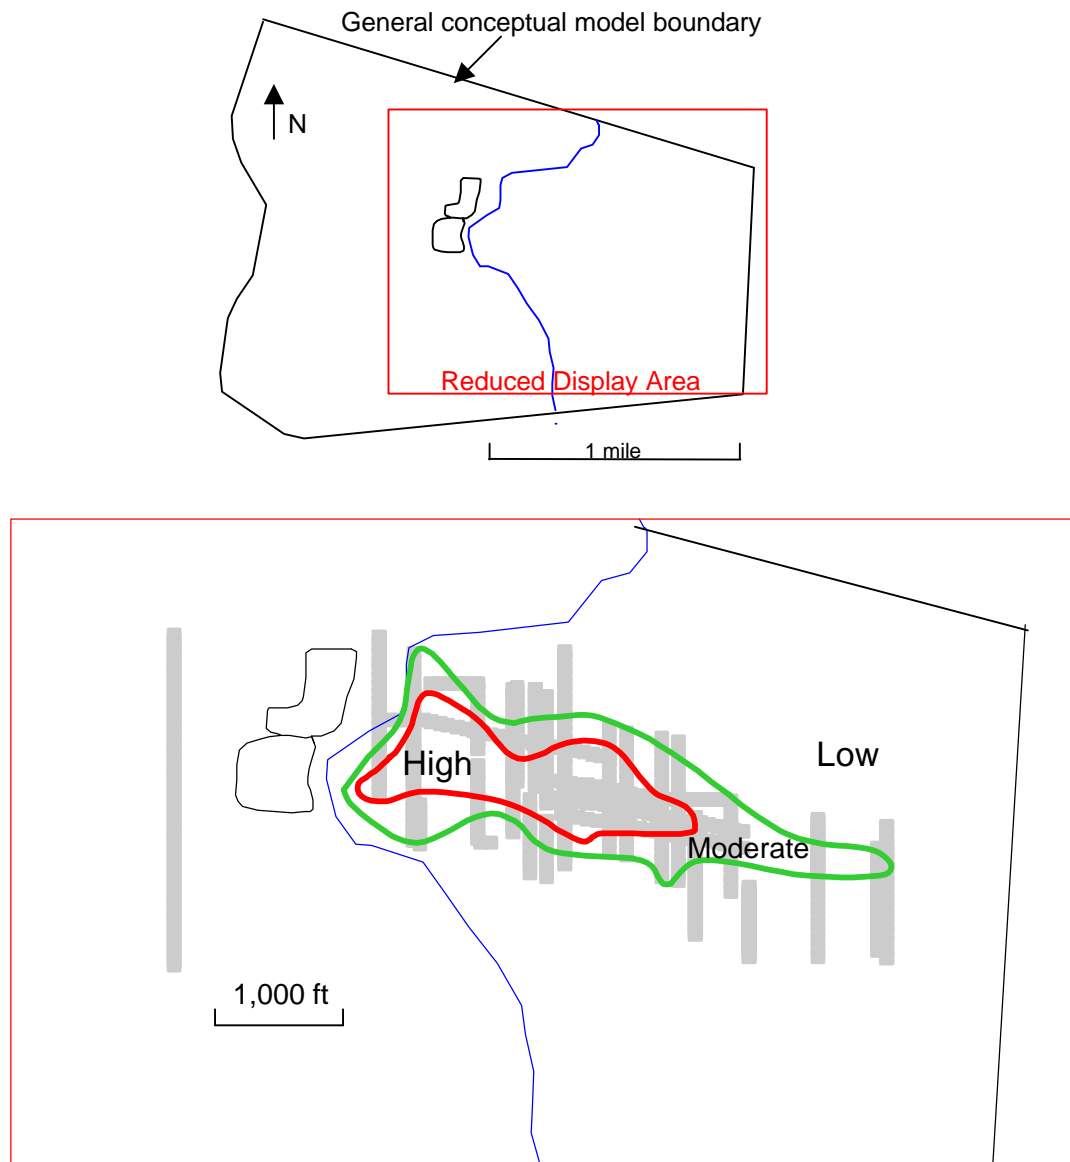 General conceptual model boundary
N
Reduced Display Area
1 mile
Low
High
Moderate
1,000 ft